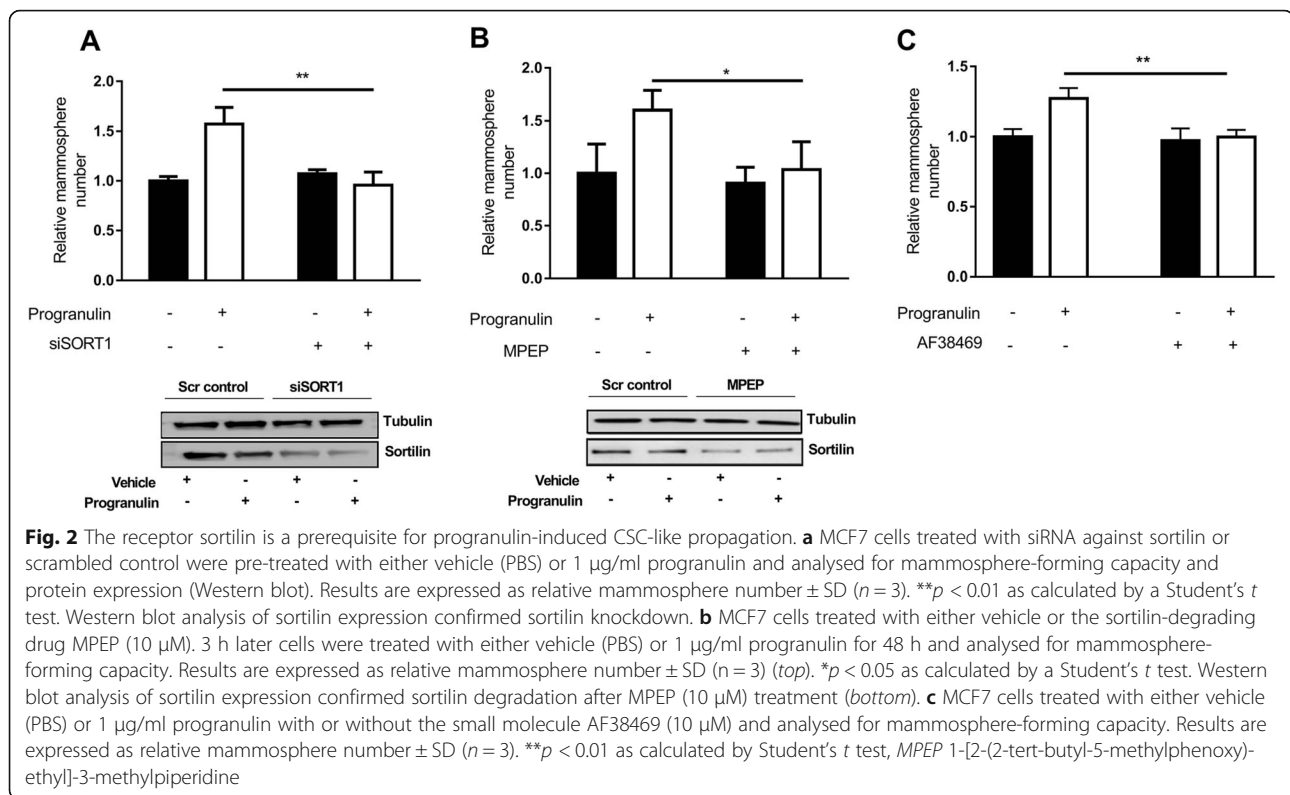 A
**
2.0
1.5
1.0
0.5
0.0
Relative mammosphere
number
Progranulin - + - +
siSORT1 - - + +
Scr control siSORT1
Tubulin
Sortilin
Vehicle + - + -
Progranulin - + - +
B
*
2.0
1.5
1.0
0.5
0.0
Relative mammosphere
number
Progranulin - + - +
MPEP - - + +
Scr control MPEP
Tubulin
Sortilin
Vehicle + - + -
Progranulin - + - +
C
**
1.5
1.0
0.5
0.0
Relative mammosphere
number
Progranulin - + - +
AF38469 - - + +
Fig. 2 The receptor sortilin is a prerequisite for progranulin-induced CSC-like propagation. a MCF7 cells treated with siRNA against sortilin or
scrambled control were pre-treated with either vehicle (PBS) or 1 μg/ml progranulin and analysed for mammosphere-forming capacity and
protein expression (Western blot). Results are expressed as relative mammosphere number ± SD (n = 3). **p < 0.01 as calculated by a Student's t
test. Western blot analysis of sortilin expression confirmed sortilin knockdown. b MCF7 cells treated with either vehicle or the sortilin-degrading
drug MPEP (10 μM). 3 h later cells were treated with either vehicle (PBS) or 1 μg/ml progranulin for 48 h and analysed for mammosphere-
forming capacity. Results are expressed as relative mammosphere number ± SD (n = 3) (top). *p < 0.05 as calculated by a Student's t test. Western
blot analysis of sortilin expression confirmed sortilin degradation after MPEP (10 μM) treatment (bottom). c MCF7 cells treated with either vehicle
(PBS) or 1 μg/ml progranulin with or without the small molecule AF38469 (10 μM) and analysed for mammosphere-forming capacity. Results are
expressed as relative mammosphere number ± SD (n = 3). **p < 0.01 as calculated by Student's t test, MPEP 1-[2-(2-tert-butyl-5-methylphenoxy)-
ethyl]-3-methylpiperidine